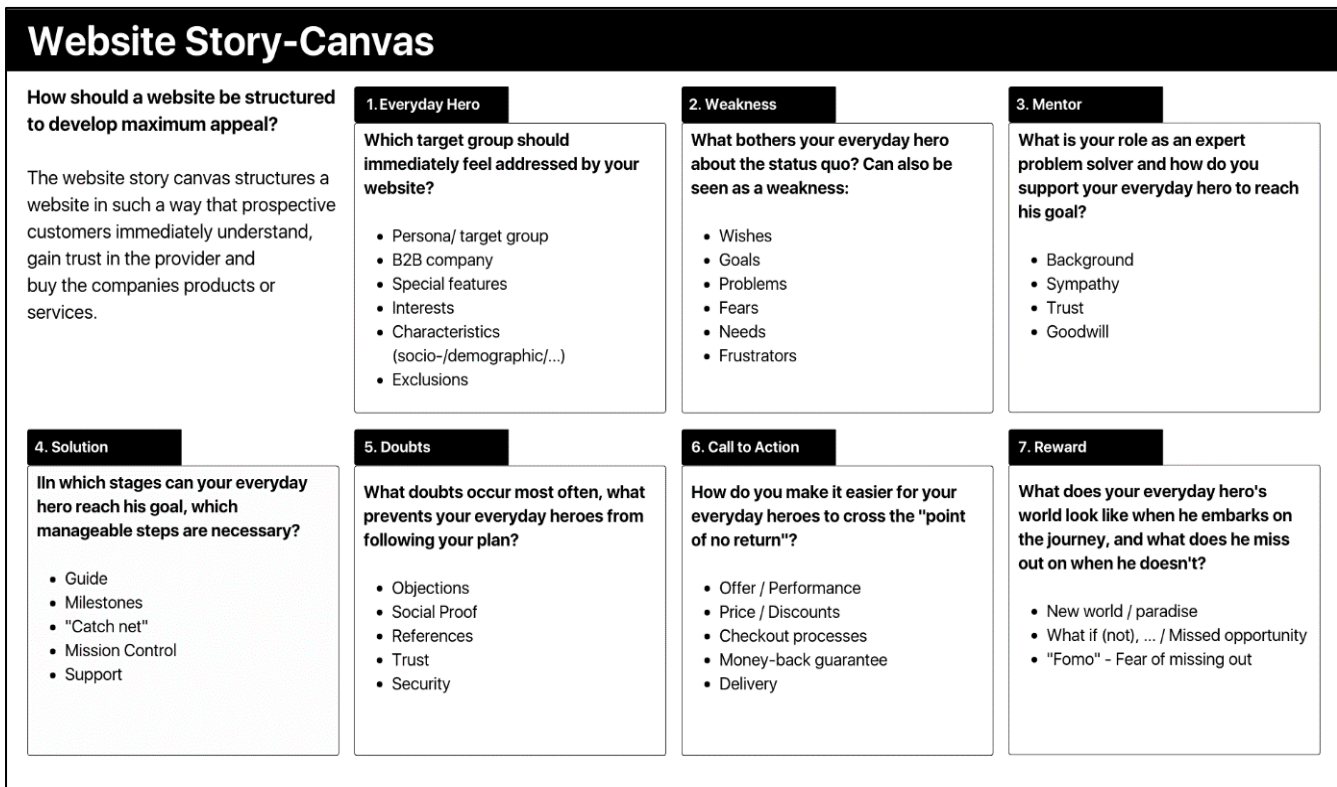 Website Story-Canvas
How should a website be structured
to develop maximum appeal?
The website story canvas structures a
website in such a way that prospective
customers immediately understand,
gain trust in the provider and
buy the companies products or
services.
1. Everyday Hero
Which target group should
immediately feel addressed by your
website?
• Persona/ target group
• B2B company
• Special features
• Interests
• Characteristics
(socio-/demographic/...)
• Exclusions
2. Weakness
What bothers your everyday hero
about the status quo? Can also be
seen as a weakness:
• Wishes
• Goals
• Problems
• Fears
• Needs
• Frustrators
3. Mentor
What is your role as an expert
problem solver and how do you
support your everyday hero to reach
his goal?
• Background
• Sympathy
• Trust
• Goodwill
4. Solution
IIn which stages can your everyday
hero reach his goal, which
manageable steps are necessary?
• Guide
• Milestones
• "Catch net"
• Mission Control
• Support
5. Doubts
What doubts occur most often, what
prevents your everyday heroes from
following your plan?
• Objections
• Social Proof
• References
• Trust
• Security
6. Call to Action
How do you make it easier for your
everyday heroes to cross the "point
of no return"?
• Offer / Performance
• Price / Discounts
• Checkout processes
• Money-back guarantee
• Delivery
7. Reward
What does your everyday hero's
world look like when he embarks on
the journey, and what does he miss
out on when he doesn't?
• New world / paradise
• What if (not), ... / Missed opportunity
• "Fomo" - Fear of missing out